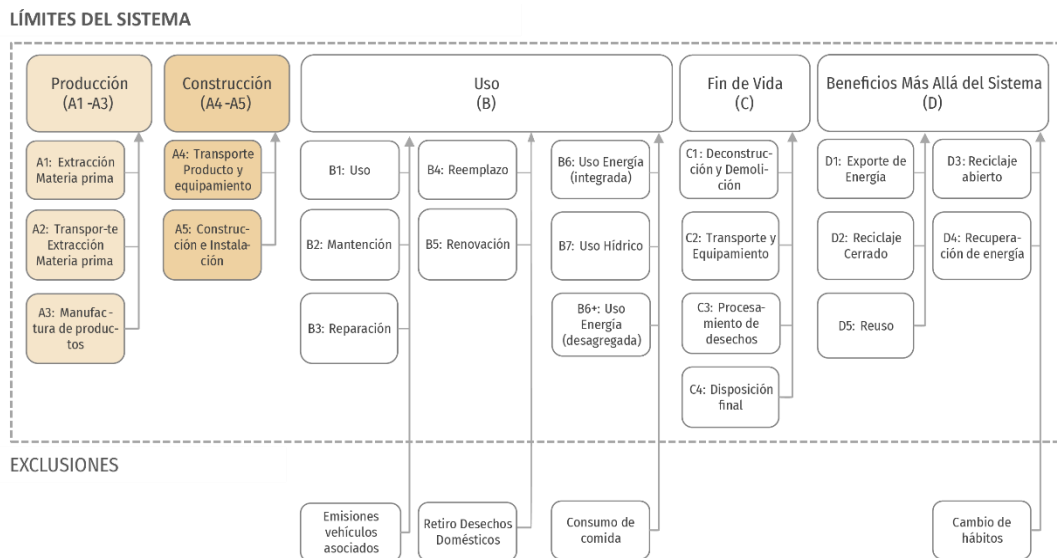 LÍMITES DEL SISTEMA
Producción
(A1 -A3)
Construcción
(A4 -A5)
Uso
(B)
Fin de Vida
(C)
Beneficios Más Allá del Sistema
(D)
A1: Extracción
Materia prima
A4: Transporte
Producto y
equipamiento
B1: Uso
B4: Reemplazo
B6: Uso Energía
(integrada)
C1: Deconstruc-
ción y Demoli-
ción
D1: Exporte de
Energía
D3: Reciclaje
abierto
A2: Transpor-te
Extracción
Materia prima
A5: Construc-
ción e Instala-
ción
B2: Mantención
B5: Renovación
B7: Uso Hídrico
C2: Transporte y
Equipamiento
D2: Reciclaje
Cerrado
D4: Recupera-
ción de energía
A3: Manufac-
tura de produc-
tos
B3: Reparación
B6+: Uso
Energía
(desagregada)
C3: Procesa-
miento de
desechos
D5: Reuso
C4: Disposición
final
EXCLUSIONES
Emisiones
vehículos
asociados
Retiro Desechos
Domésticos
Consumo de
comida
Cambio de
hábitos